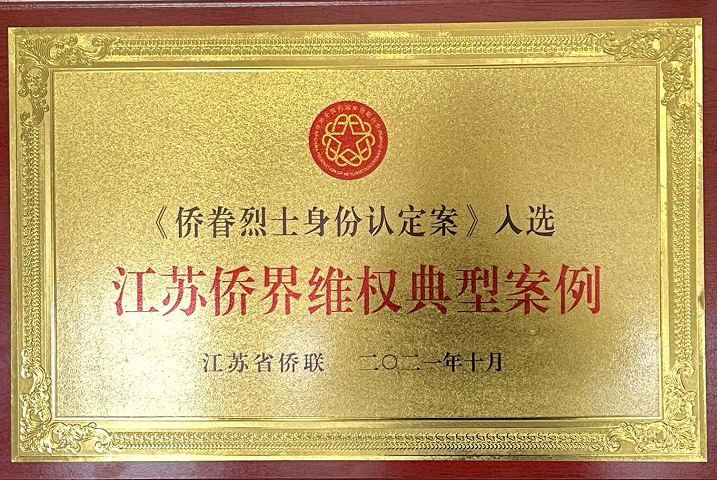 《侨眷烈士身份认定案》入选
江苏侨界维权典型案例
江苏省侨联 二〇二一年十月